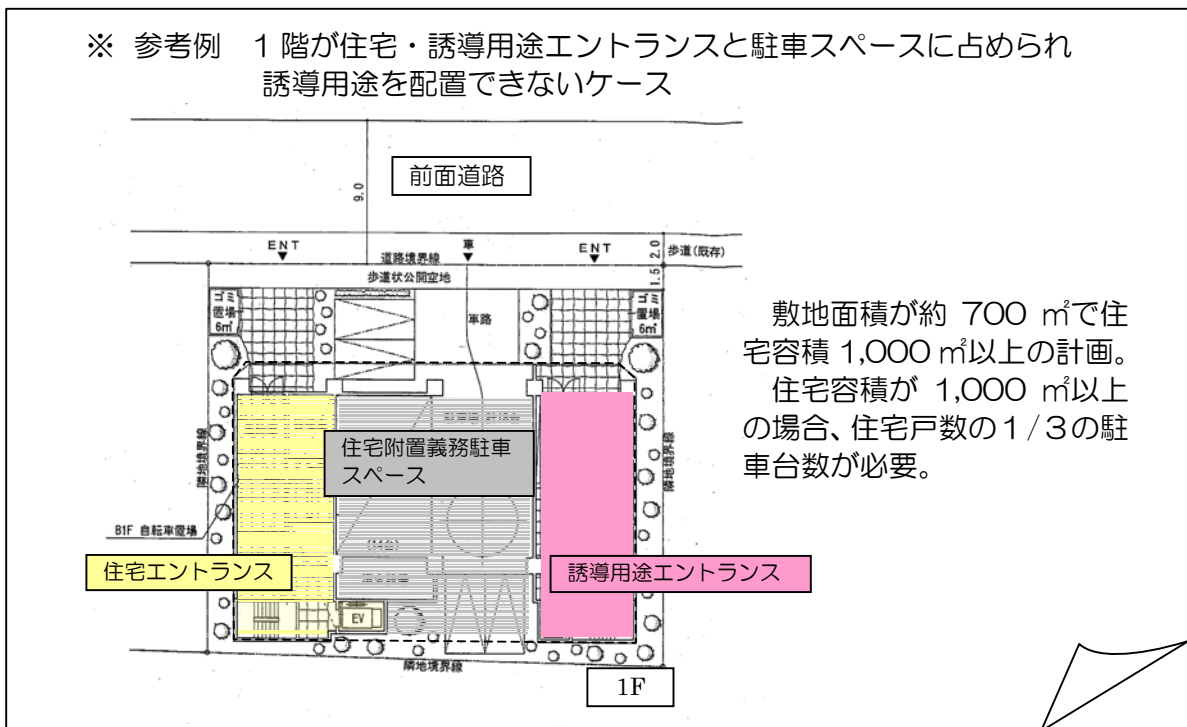 ※ 参考例　1 階が住宅・誘導用途エントランスと駐車スペースに占められ
誘導用途を配置できないケース
前面道路
9.0
ENT
車
ENT
2.0
歩道(既存)
道路境界線
歩道状公開空地
1.5
ゴミ
置場
6㎡
車路
ゴミ
置場
6㎡
敷地面積が約 700 ㎡で住
宅容積 1,000 ㎡以上の計画。
住宅容積が 1,000 ㎡以上
の場合、住宅戸数の1/3の駐
車台数が必要。
住宅附置義務駐車
スペース
隣地境界線
隣地境界線
B1F 自転車置場
住宅エントランス
誘導用途エントランス
EV
隣地境界線
1F